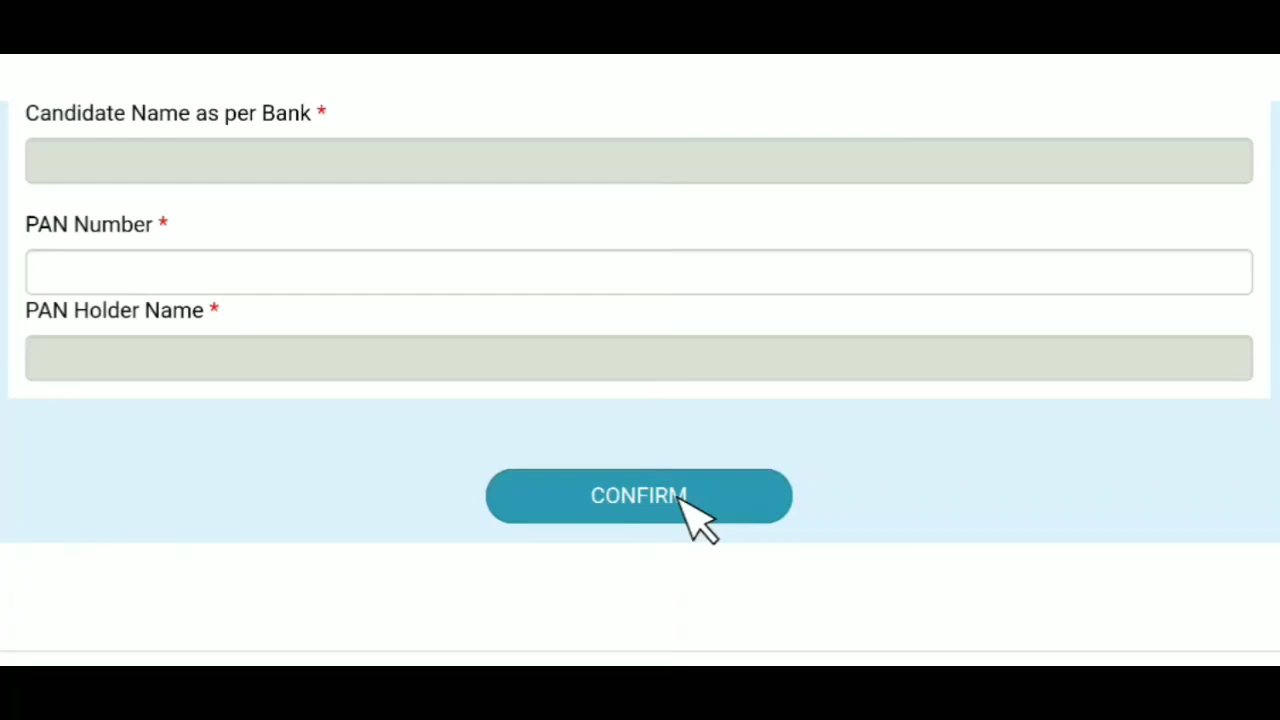 Candidate Name as per Bank *
PAN Number *
PAN Holder Name *
CONFIRM